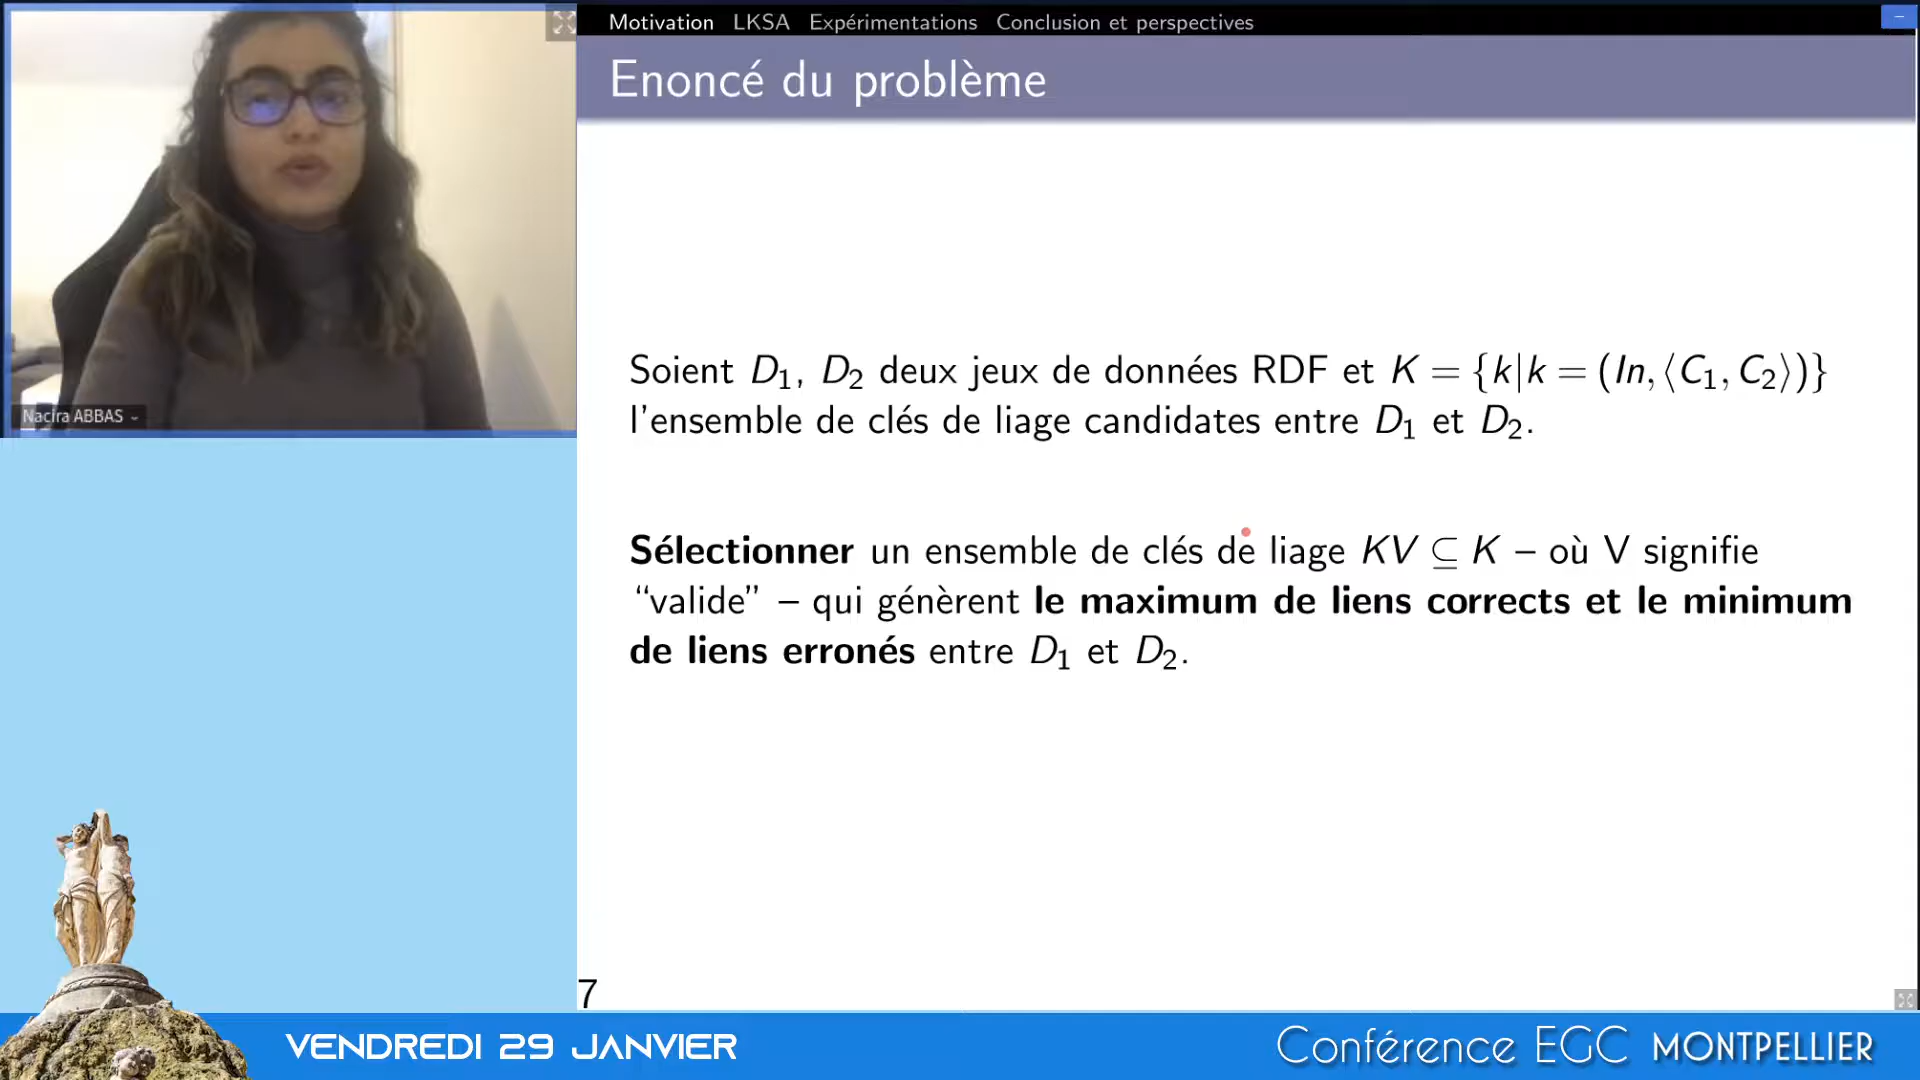 Motivation LKSA Expérimentations Conclusion et perspectives
Enoncé du problème
Nacira ABBAS
Soient D₁, D₂ deux jeux de données RDF et K = {k|k = (In, ⟨C₁, C₂⟩)}
l'ensemble de clés de liage candidates entre D₁ et D₂.
Sélectionner un ensemble de clés de liage KV ⊆ K – où V signifie
“valide” – qui génèrent le maximum de liens corrects et le minimum
de liens erronés entre D₁ et D₂.
7
VENDREDI 29 JANVIER
Conférence EGC MONTPELLIER